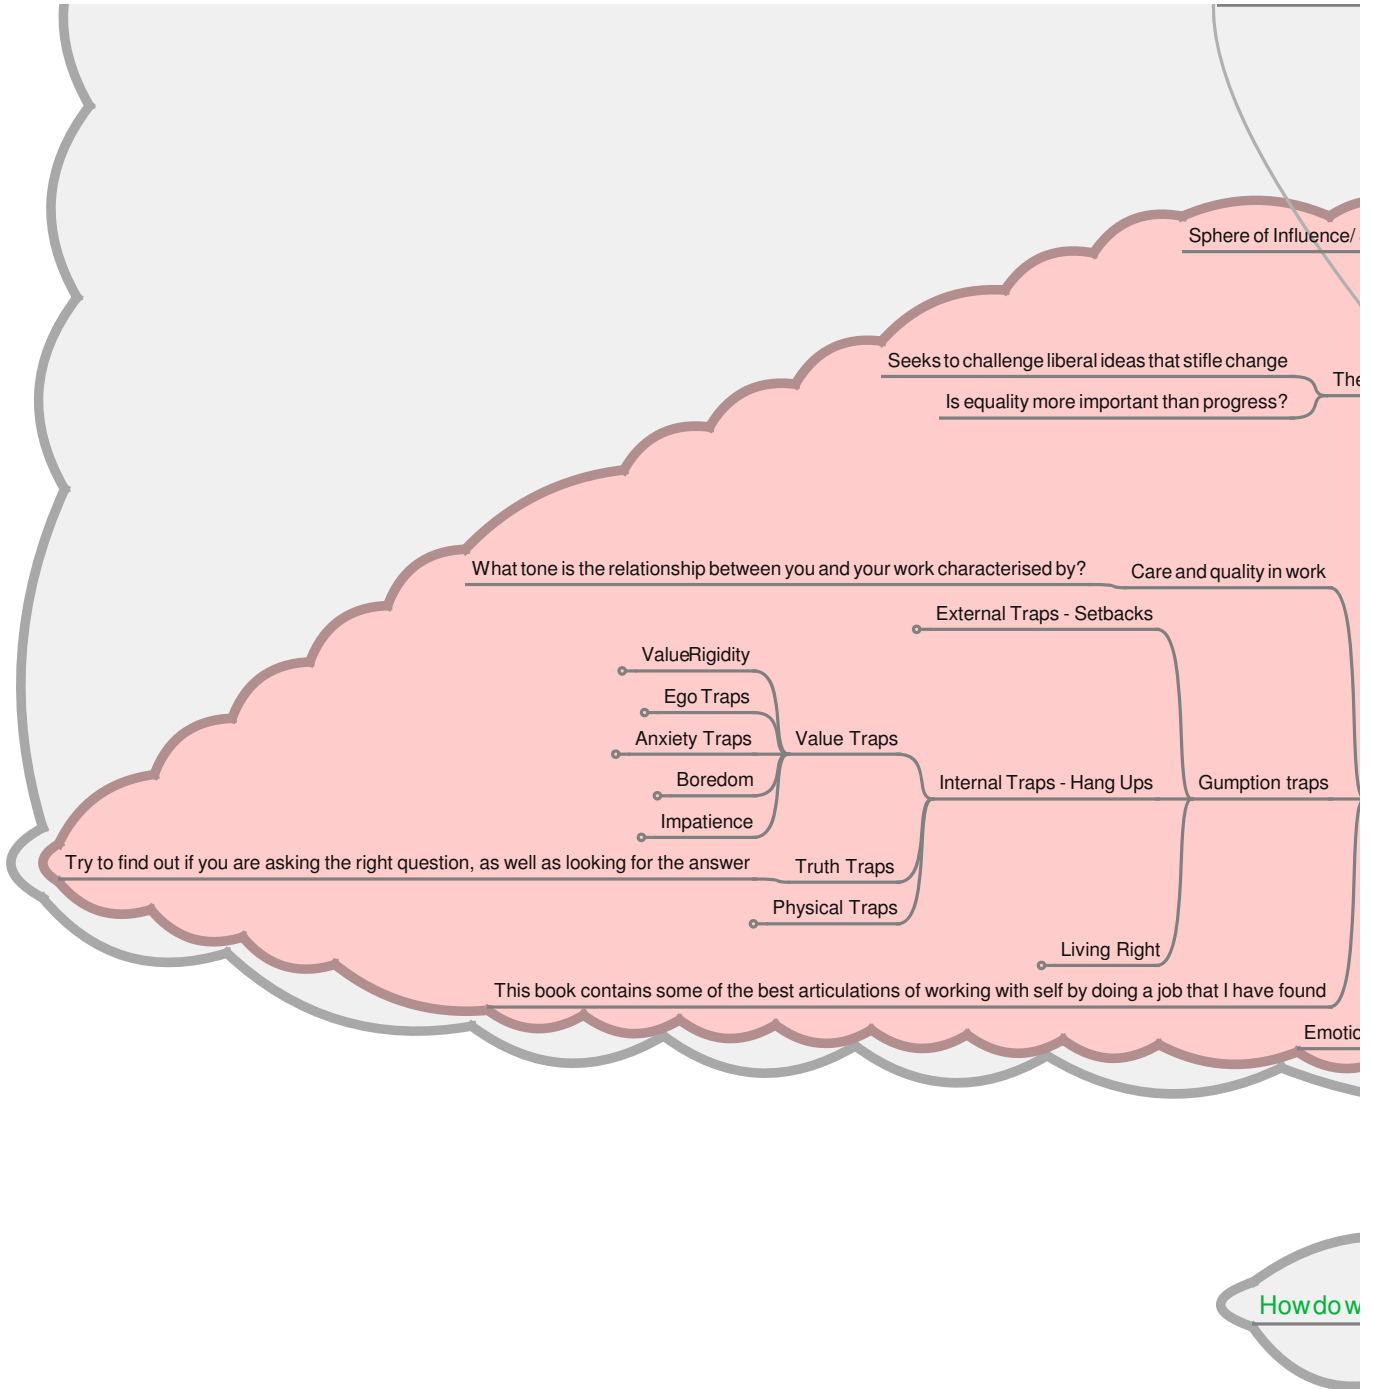 Sphere of Influence/
Seeks to challenge liberal ideas that stifle change
The
Is equality more important than progress?
What tone is the relationship between you and your work characterised by?
Care and quality in work
External Traps - Setbacks
ValueRigidity
Ego Traps
Anxiety Traps
Value Traps
Boredom
Internal Traps - Hang Ups
Gumption traps
Impatience
Try to find out if you are asking the right question, as well as looking for the answer
Truth Traps
Physical Traps
Living Right
This book contains some of the best articulations of working with self by doing a job that I have found
Emotio
How do w